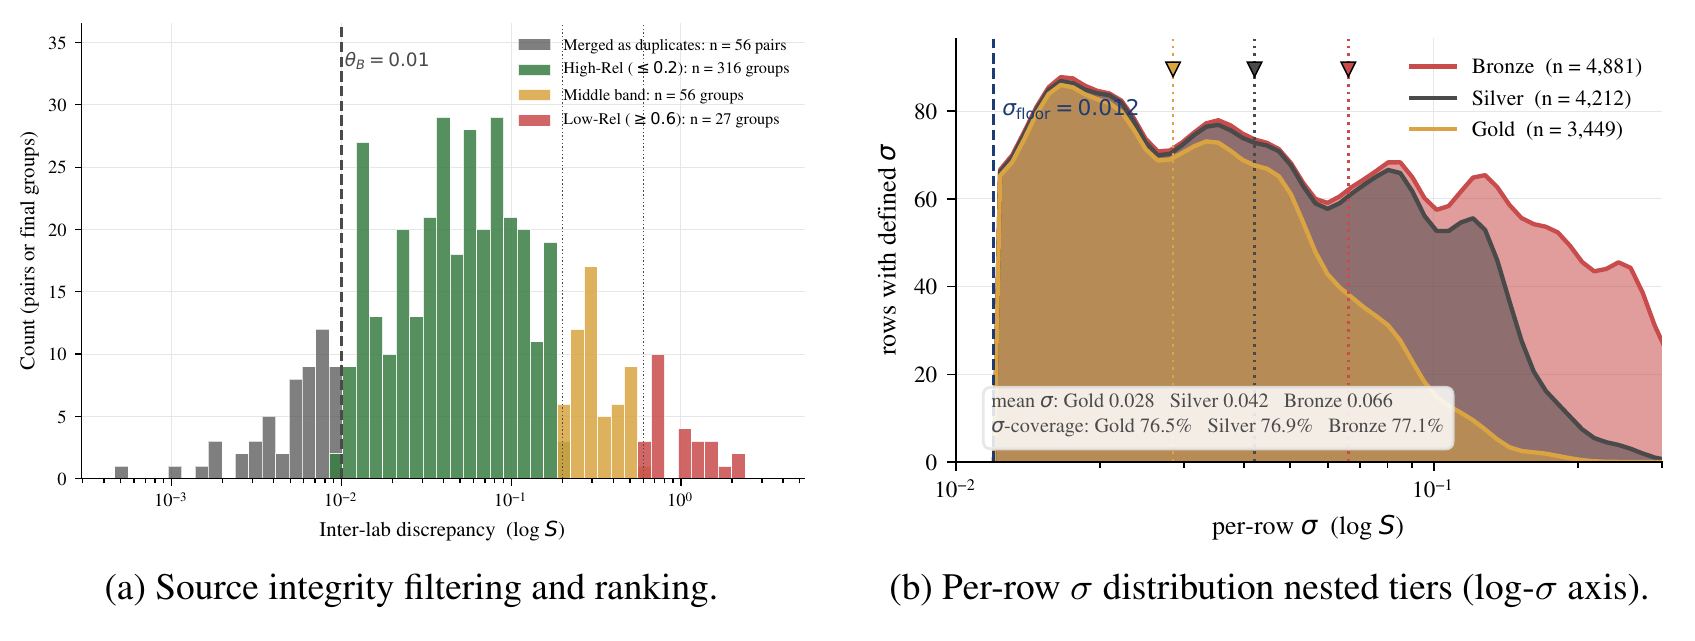 35
30
25
20
15
10
5
0
Count (pairs or final groups)
θ_B = 0.01
Merged as duplicates: n = 56 pairs
High-Rel (≤0.2): n = 316 groups
Middle band: n = 56 groups
Low-Rel (≥0.6): n = 27 groups
10⁻³ 10⁻² 10⁻¹ 10⁰
Inter-lab discrepancy (log S)
(a) Source integrity filtering and ranking.
80
60
40
20
0
rows with defined σ
σ_floor = 0.012
Bronze (n = 4,881)
Silver (n = 4,212)
Gold (n = 3,449)
mean σ: Gold 0.028 Silver 0.042 Bronze 0.066
σ-coverage: Gold 76.5% Silver 76.9% Bronze 77.1%
10⁻² 10⁻¹
per-row σ (log S)
(b) Per-row σ distribution nested tiers (log-σ axis).